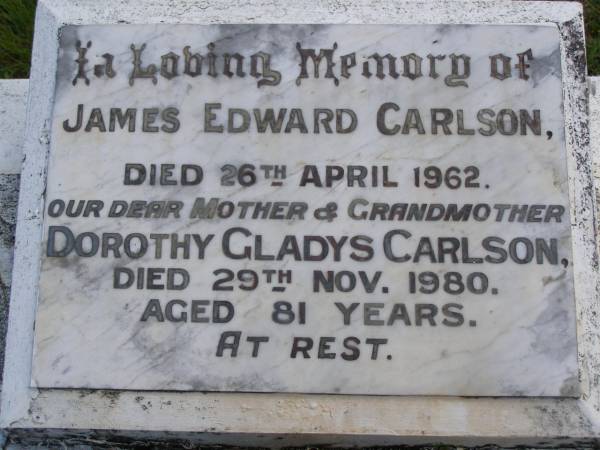 In Loving Memory of
JAMES EDWARD CARLSON,
DIED 26TH APRIL 1962.
OUR DEAR MOTHER & GRANDMOTHER
DOROTHY GLADYS CARLSON,
DIED 29TH NOV. 1980.
AGED 81 YEARS.
AT REST.